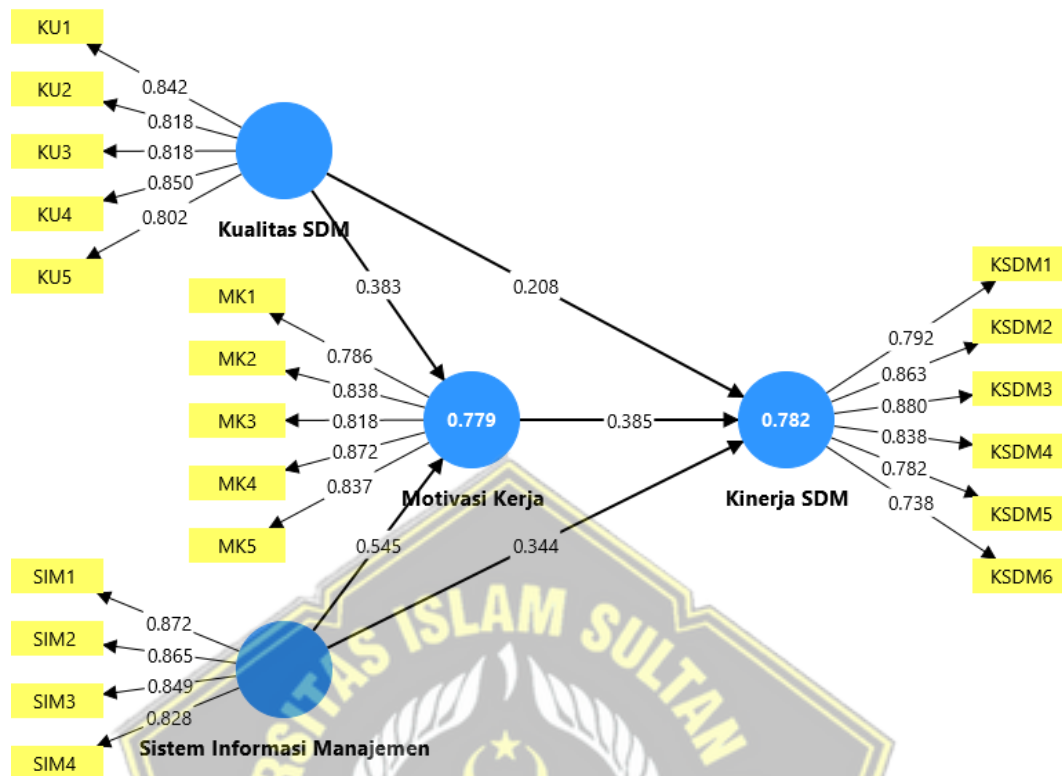 KU1
KU2
KU3
KU4
KU5
0.842
0.818
0.818
0.850
0.802
Kualitas SDM
0.383
0.208
MK1
MK2
MK3
MK4
MK5
0.786
0.838
0.818
0.872
0.837
0.779
Motivasi Kerja
0.385
0.545
0.344
0.782
Kinerja SDM
0.792
0.863
0.880
0.838
0.782
0.738
KSDM1
KSDM2
KSDM3
KSDM4
KSDM5
KSDM6
SIM1
SIM2
SIM3
SIM4
0.872
0.865
0.849
0.828
Sistem Informasi Manajemen
RSITAS ISLAM SULTAN